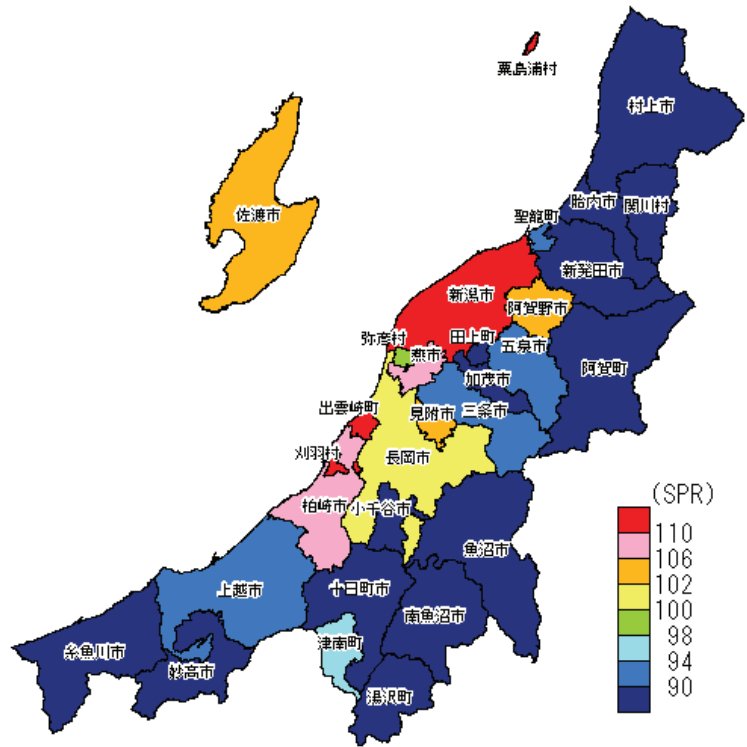 粟島浦村
村上市
佐渡市
胎内市
関川村
聖籠町
新発田市
新潟市
阿賀野市
弥彦村
燕市
田上町
五泉市
阿賀町
加茂市
出雲崎町
見附市
三条市
刈羽村
長岡市
柏崎市
小千谷市
魚沼市
上越市
十日町市
南魚沼市
糸魚川市
妙高市
津南町
湯沢町
(SPR)
110
106
102
100
98
94
90